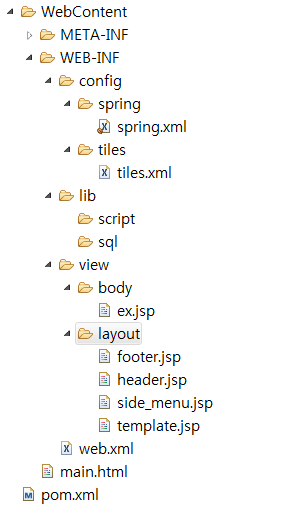 WebContent
META-INF
WEB-INF
config
spring
spring.xml
tiles
tiles.xml
lib
script
sql
view
body
ex.jsp
layout
footer.jsp
header.jsp
side_menu.jsp
template.jsp
web.xml
main.html
pom.xml